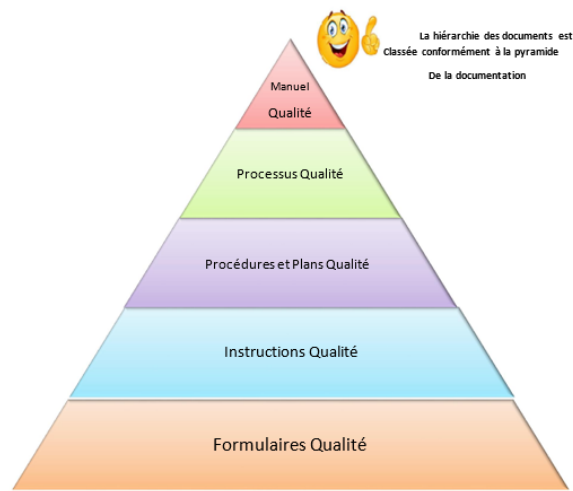 La hiérarchie des documents est
Classée conformément à la pyramide
De la documentation
Manuel
Qualité
Processus Qualité
Procédures et Plans Qualité
Instructions Qualité
Formulaires Qualité